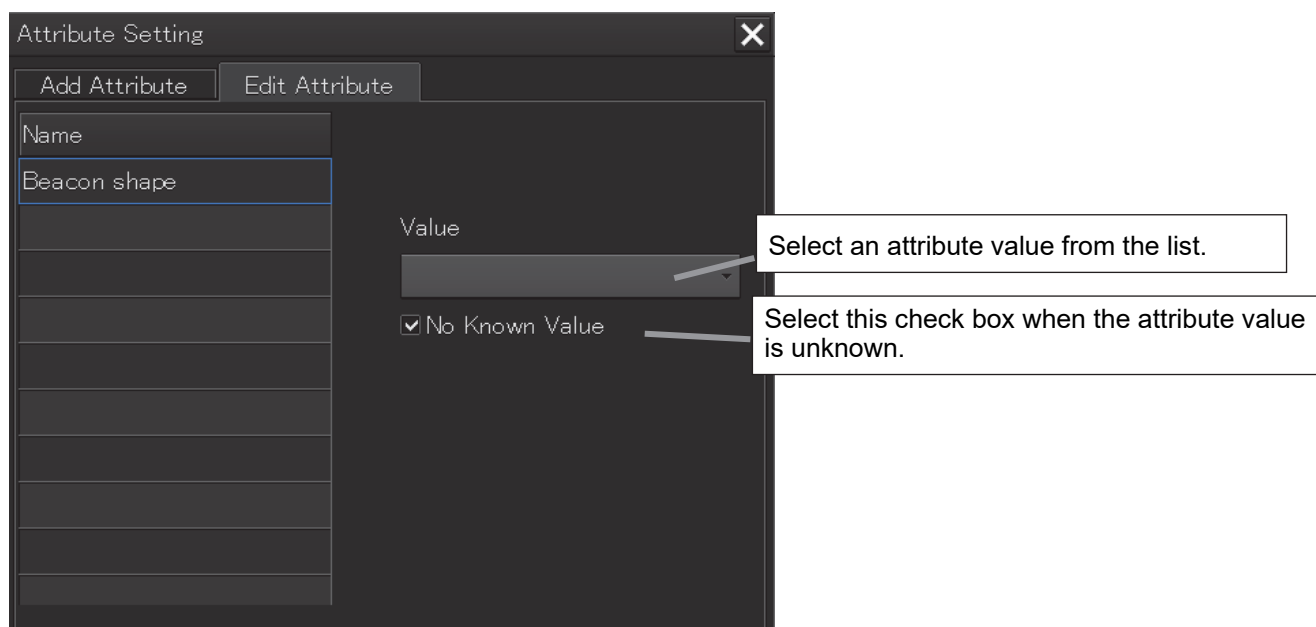 Attribute Setting
Add Attribute
Edit Attribute
Name
Beacon shape
Value
Select an attribute value from the list.
No Known Value
Select this check box when the attribute value
is unknown.